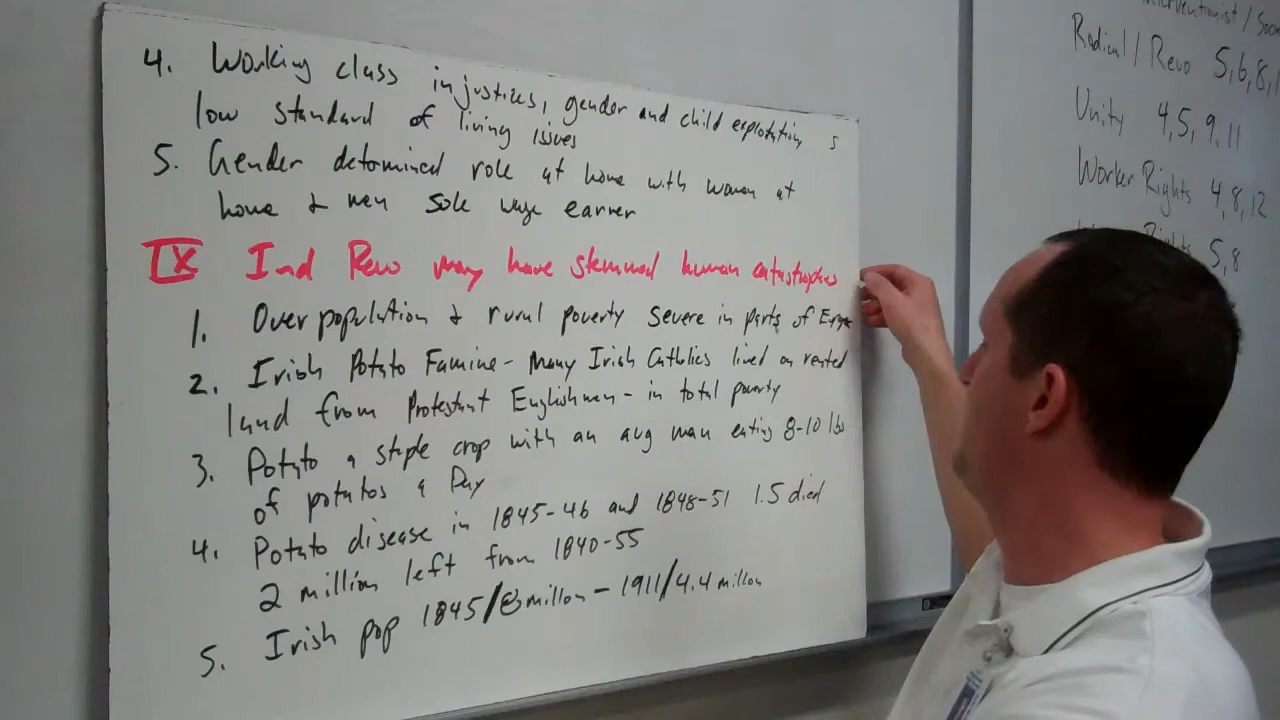 4. Working class injustices, gender and child explotation, 5
low standard of living issues
5. Gender determined role at home with women at
home & men sole wage earner
IX Ind Revo may have stemmed human catastrophes
1. Overpopulation & rural poverty severe in parts of Europe
2. Irish Potato Famine - Many Irish Catholics lived on rented
land from Protestant Englishmen - in total poverty
3. Potato a staple crop with an avg man eating 8-10 lbs
of potatos a Day
4. Potato disease in 1845-46 and 1848-51 1.5 died
2 million left from 1840-55
5. Irish pop 1845/8 millon - 1911/4.4 millon
Interventionist /
Radical / Revo 5,6,8,
Unity 4,5,9,11
Worker Rights 4,8,12
Rights 5,8